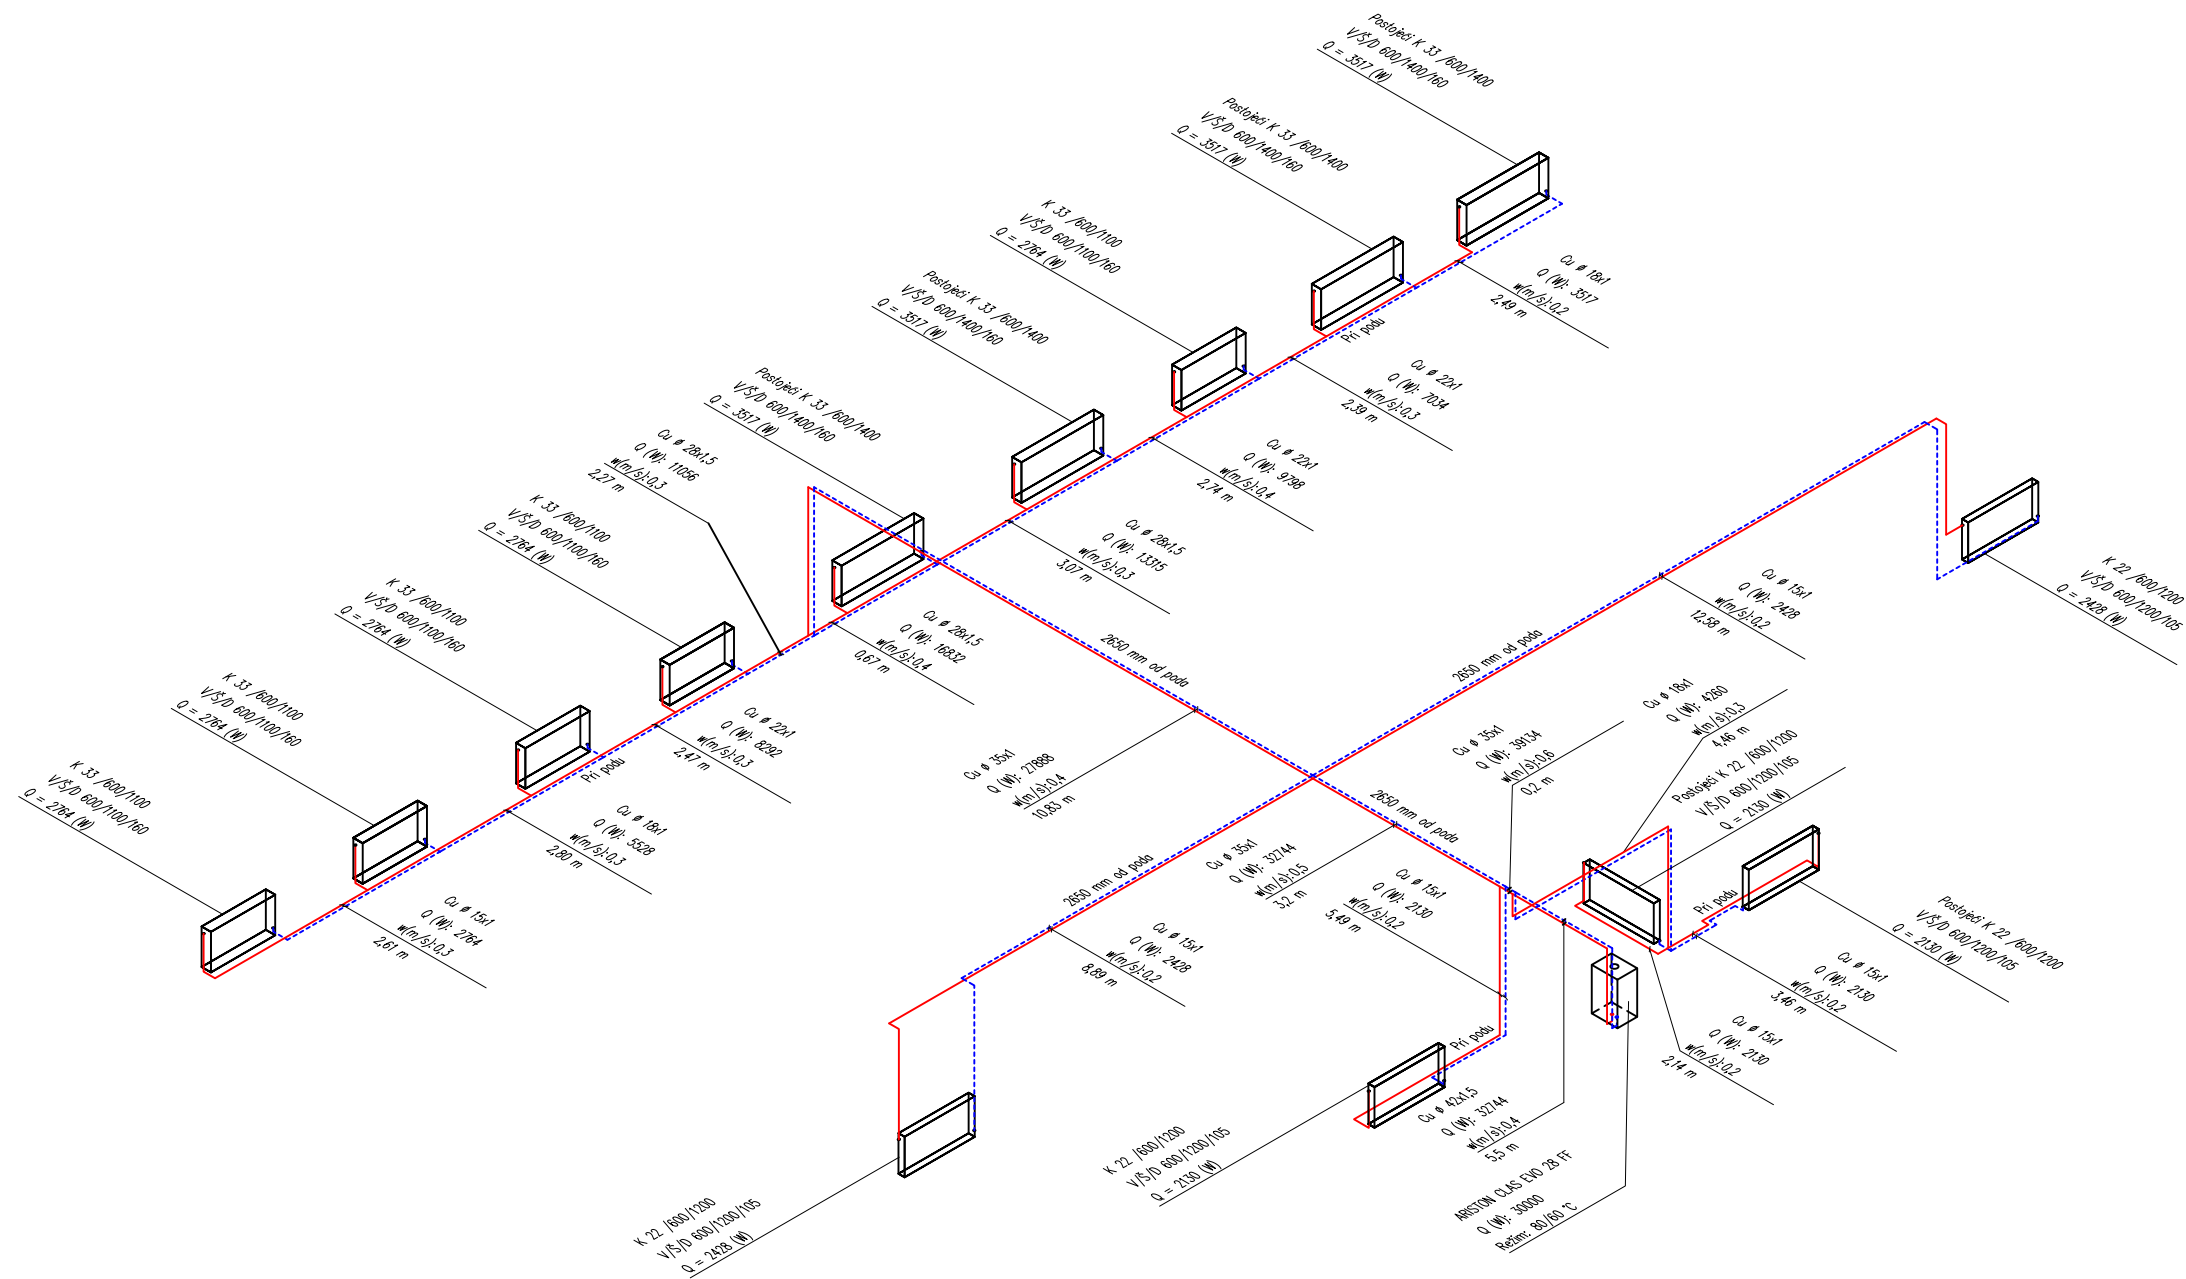 Postojeći K 33 /600/1400
V/Š/D 600/1400/160
Q = 3517 (W)
Postojeći K 33 /600/1400
V/Š/D 600/1400/160
Q = 3517 (W)
K 33 /600/1100
V/Š/D 600/1100/160
Q = 2764 (W)
Postojeći K 33 /600/1400
V/Š/D 600/1400/160
Q = 3517 (W)
Postojeći K 33 /600/1400
V/Š/D 600/1400/160
Q = 3517 (W)
Cu ø 28x1,5
Q (W): 11056
w(m/s):0,3
2,27 m
K 33 /600/1100
V/Š/D 600/1100/160
Q = 2764 (W)
K 33 /600/1100
V/Š/D 600/1100/160
Q = 2764 (W)
K 33 /600/1100
V/Š/D 600/1100/160
Q = 2764 (W)
K 33 /600/1100
V/Š/D 600/1100/160
Q = 2764 (W)
Cu ø 18x1
Q (W): 3517
w(m/s):0,2
2,49 m
Pri podu
Cu ø 22x1
Q (W): 7034
w(m/s):0,3
2,39 m
Cu ø 22x1
Q (W): 9798
w(m/s):0,4
2,74 m
Cu ø 28x1,5
Q (W): 13315
w(m/s):0,3
3,07 m
Cu ø 28x1,5
Q (W): 16832
w(m/s):0,4
0,67 m
Cu ø 22x1
Q (W): 8292
w(m/s):0,3
2,47 m
Pri podu
Cu ø 18x1
Q (W): 5528
w(m/s):0,3
2,80 m
Cu ø 15x1
Q (W): 2764
w(m/s):0,3
2,61 m
2650 mm od poda
2650 mm od poda
Cu ø 15x1
Q (W): 2428
w(m/s):0,2
12,58 m
K 22 /600/1200
V/Š/D 600/1200/105
Q = 2428 (W)
Cu ø 35x1
Q (W): 27888
w(m/s):0,4
10,83 m
Cu ø 35x1
Q (W): 39134
w(m/s):0,6
0,2 m
Cu ø 18x1
Q (W): 4260
w(m/s):0,3
4,46 m
Postojeći K 22 /600/1200
V/Š/D 600/1200/105
Q = 2130 (W)
2650 mm od poda
2650 mm od poda
Cu ø 35x1
Q (W): 32744
w(m/s):0,5
3,2 m
Cu ø 15x1
Q (W): 2130
w(m/s):0,2
5,49 m
Cu ø 15x1
Q (W): 2428
w(m/s):0,2
8,89 m
Pri podu
Postojeći K 22 /600/1200
V/Š/D 600/1200/105
Q = 2130 (W)
Cu ø 15x1
Q (W): 2130
w(m/s):0,2
3,46 m
Cu ø 15x1
Q (W): 2130
w(m/s):0,2
2,14 m
Pri podu
Cu ø 42x1,5
Q (W): 32744
w(m/s):0,4
5,5 m
K 22 /600/1200
V/Š/D 600/1200/105
Q = 2130 (W)
ARISTON CLAS EVO 28 FF
Q (W): 30000
Režim: 80/60 °C
K 22 /600/1200
V/Š/D 600/1200/105
Q = 2428 (W)